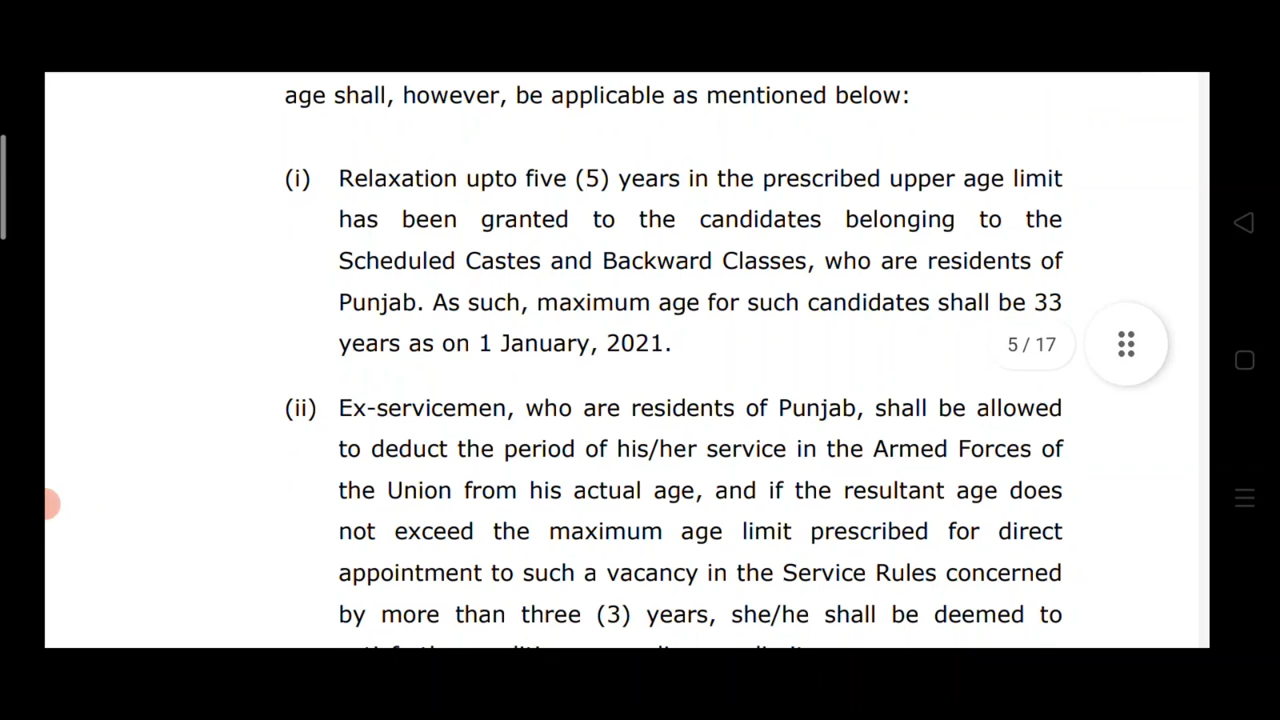 age shall, however, be applicable as mentioned below:
(i) Relaxation upto five (5) years in the prescribed upper age limit
has been granted to the candidates belonging to the
Scheduled Castes and Backward Classes, who are residents of
Punjab. As such, maximum age for such candidates shall be 33
years as on 1 January, 2021.
5 / 17
(ii) Ex-servicemen, who are residents of Punjab, shall be allowed
to deduct the period of his/her service in the Armed Forces of
the Union from his actual age, and if the resultant age does
not exceed the maximum age limit prescribed for direct
appointment to such a vacancy in the Service Rules concerned
by more than three (3) years, she/he shall be deemed to